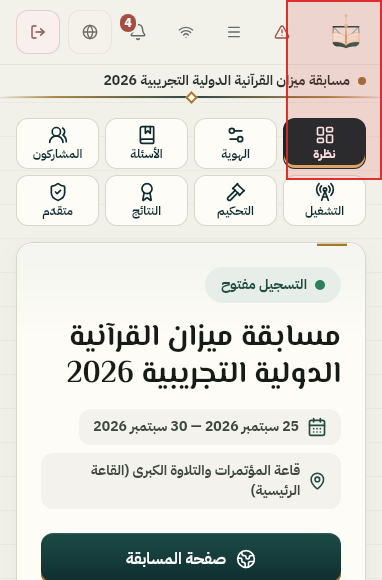 4
مسابقة ميزان القرآنية الدولية التجريبية 2026
نظرة
الهوية
الأسئلة
المشاركون
التشغيل
التحكيم
النتائج
متقدم
التسجيل مفتوح
مسابقة ميزان القرآنية
الدولية التجريبية 2026
25 سبتمبر 2026 – 30 سبتمبر 2026
قاعة المؤتمرات والتلاوة الكبرى (القاعة
الرئيسية)
صفحة المسابقة